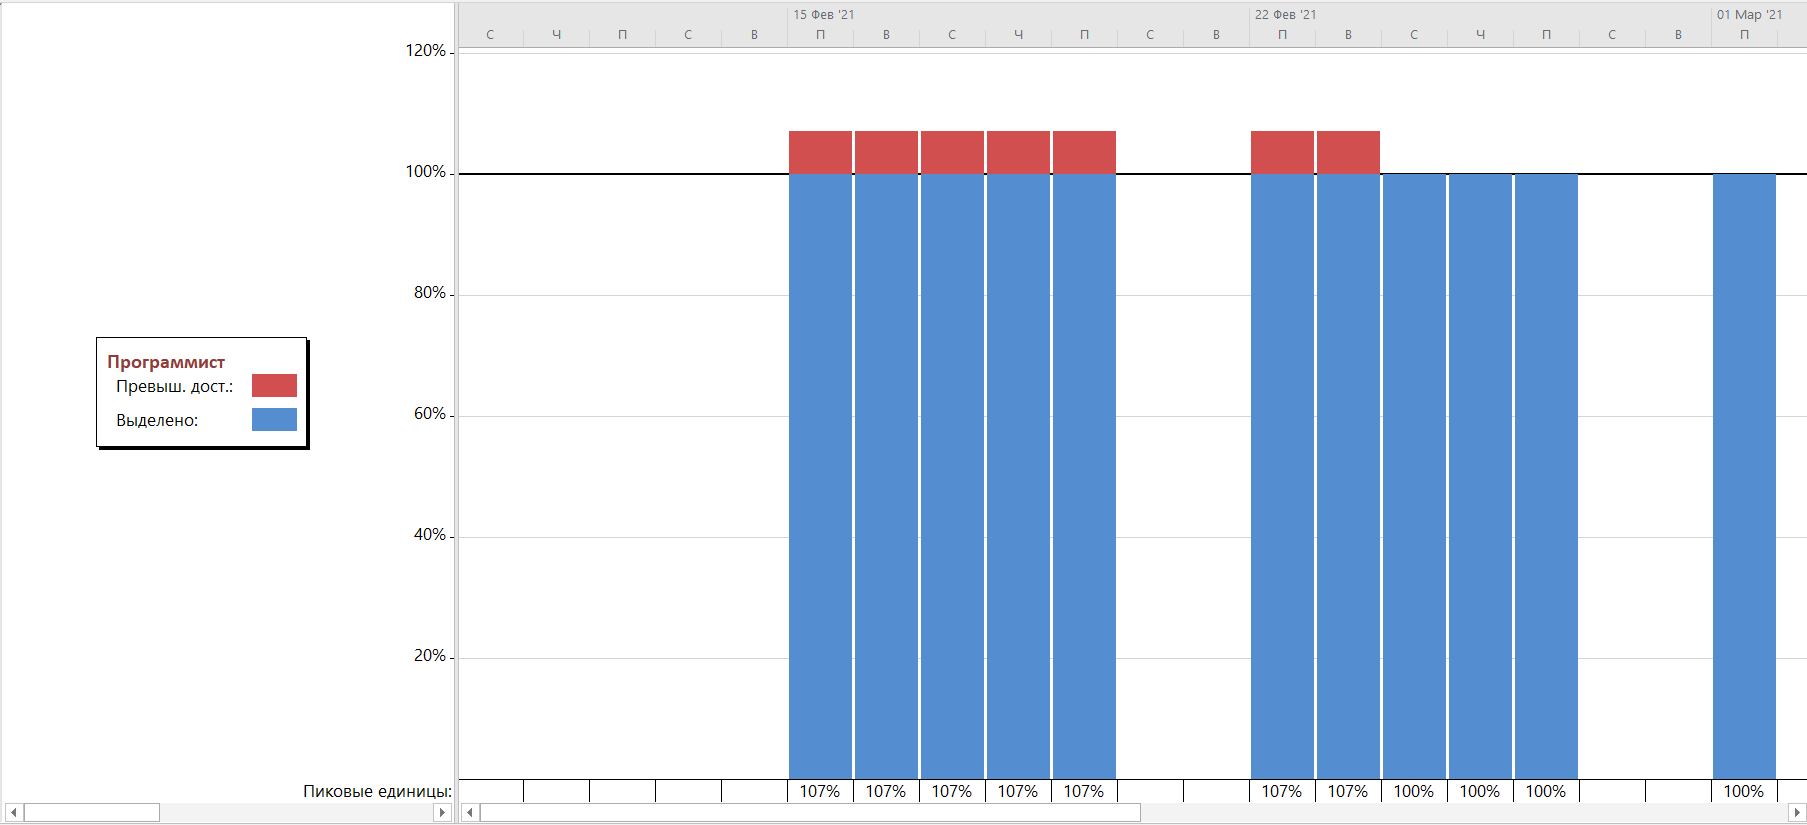 15 Фев '21 22 Фев '21 01 Мар '21
С Ч П С В П В С Ч П С В П В С Ч П С В П
120%
100%
80%
Программист
Превыш. дост.:
Выделено:
60%
40%
20%
Пиковые единицы: 107% 107% 107% 107% 107% 107% 107% 100% 100% 100% 100%